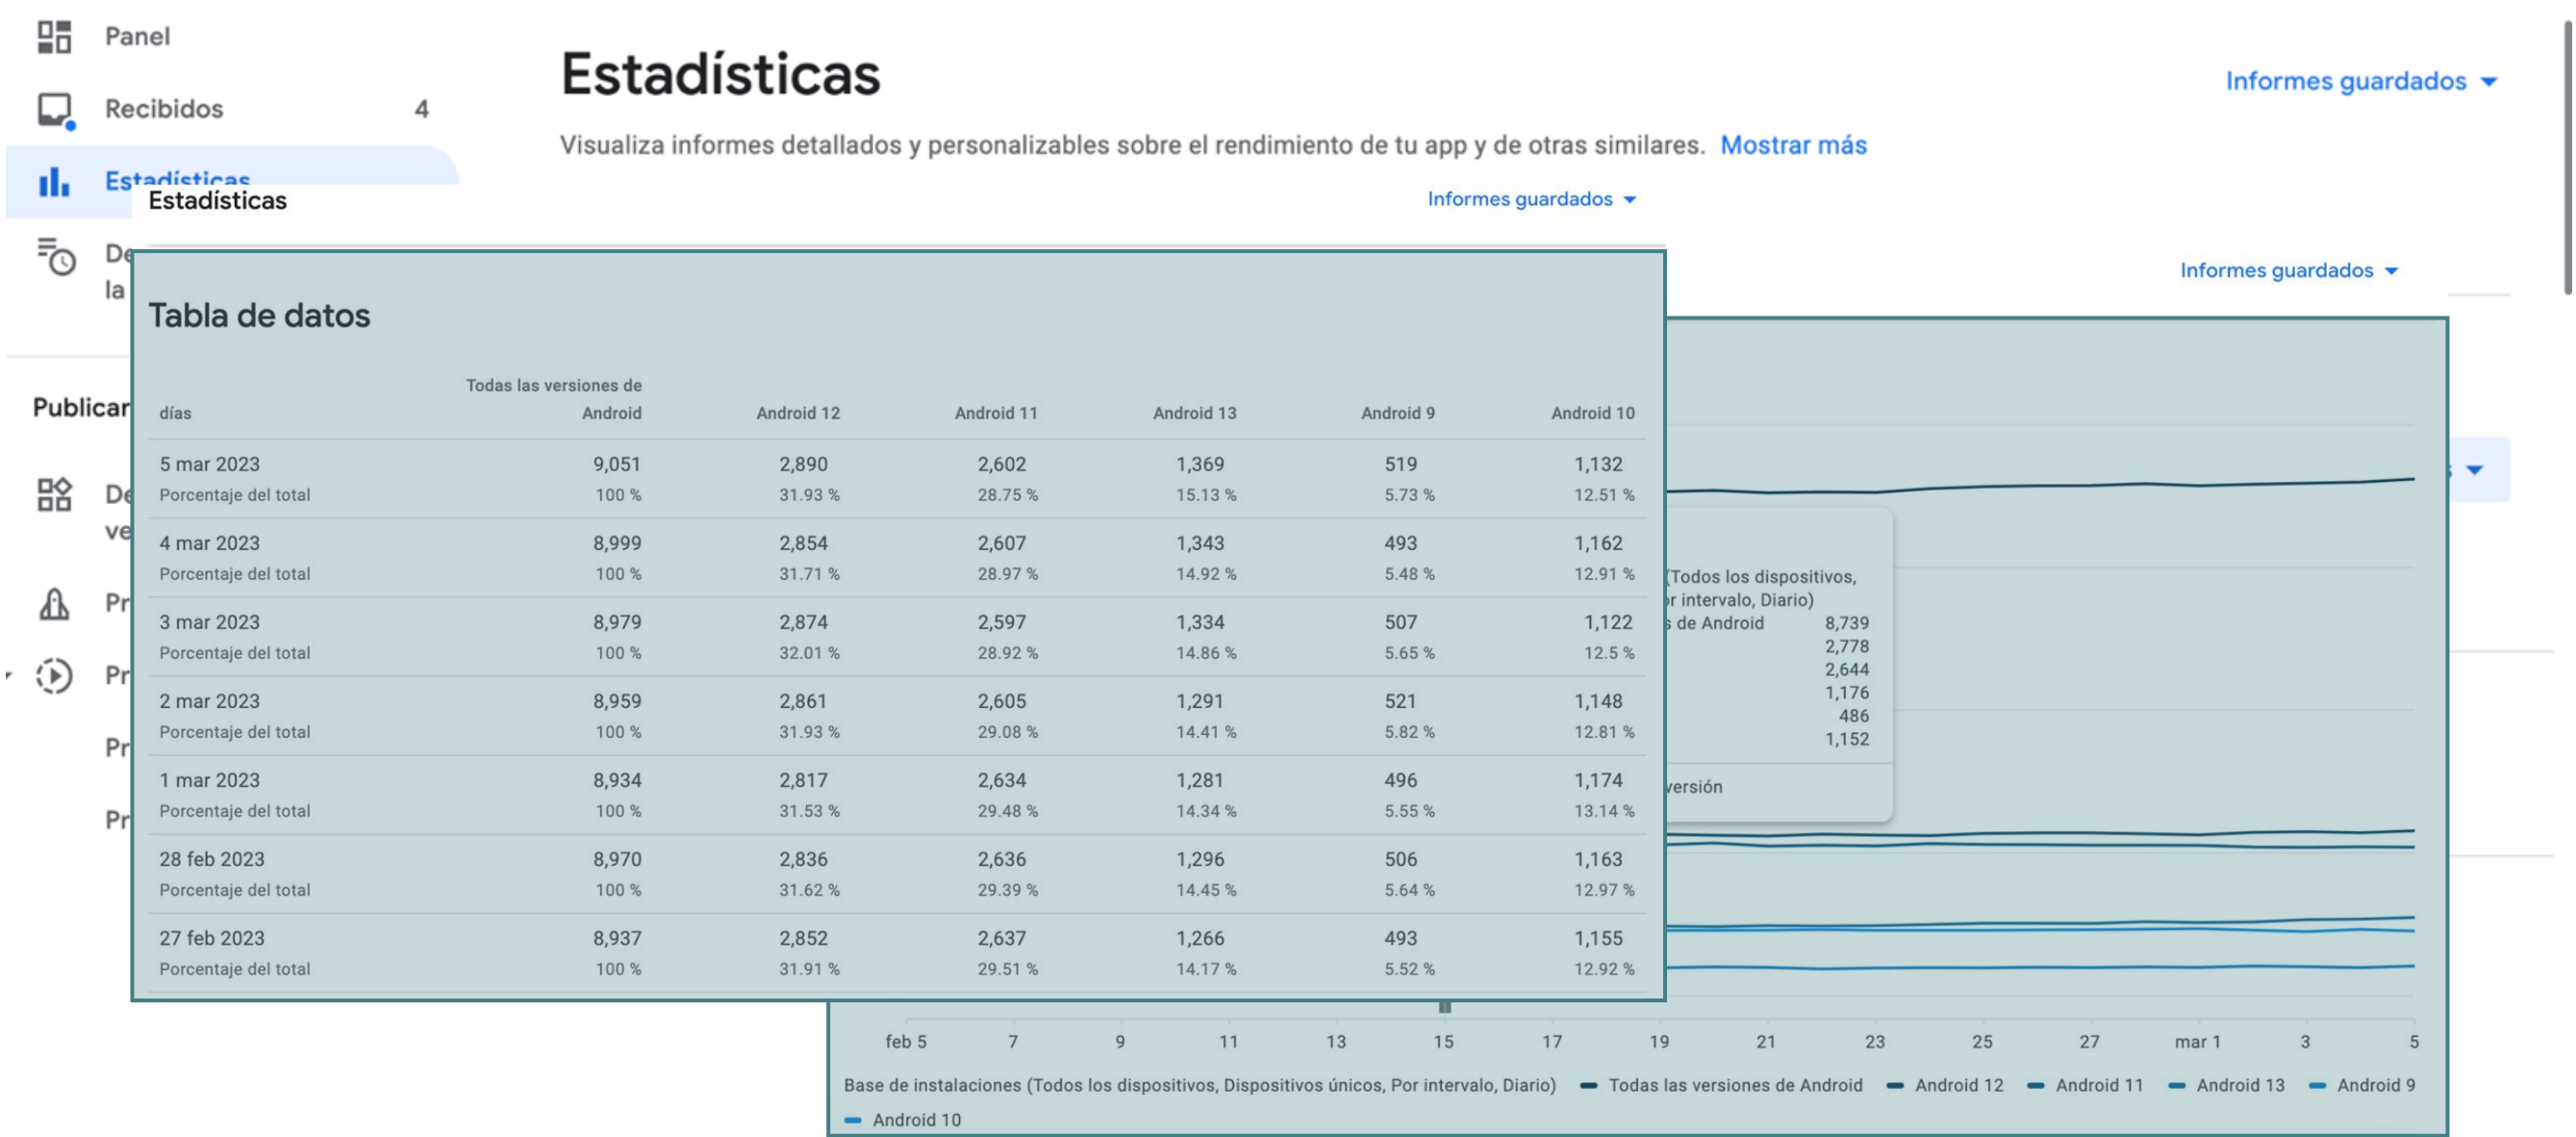 Panel
Recibidos 4
Estadísticas
De
la
Publicar
De
ve
Pr
Pr
Pr
Pr
Estadísticas
Informes guardados
Visualiza informes detallados y personalizables sobre el rendimiento de tu app y de otras similares. Mostrar más
Estadísticas
Informes guardados
Informes guardados
Tabla de datos
Todas las versiones de
días Android Android 12 Android 11 Android 13 Android 9 Android 10
5 mar 2023 9,051 2,890 2,602 1,369 519 1,132
Porcentaje del total 100 % 31.93 % 28.75 % 15.13 % 5.73 % 12.51 %
4 mar 2023 8,999 2,854 2,607 1,343 493 1,162
Porcentaje del total 100 % 31.71 % 28.97 % 14.92 % 5.48 % 12.91 %
3 mar 2023 8,979 2,874 2,597 1,334 507 1,122
Porcentaje del total 100 % 32.01 % 28.92 % 14.86 % 5.65 % 12.5 %
2 mar 2023 8,959 2,861 2,605 1,291 521 1,148
Porcentaje del total 100 % 31.93 % 29.08 % 14.41 % 5.82 % 12.81 %
1 mar 2023 8,934 2,817 2,634 1,281 496 1,174
Porcentaje del total 100 % 31.53 % 29.48 % 14.34 % 5.55 % 13.14 %
28 feb 2023 8,970 2,836 2,636 1,296 506 1,163
Porcentaje del total 100 % 31.62 % 29.39 % 14.45 % 5.64 % 12.97 %
27 feb 2023 8,937 2,852 2,637 1,266 493 1,155
Porcentaje del total 100 % 31.91 % 29.51 % 14.17 % 5.52 % 12.92 %
(Todos los dispositivos,
r intervalo, Diario)
s de Android 8,739
2,778
2,644
1,176
486
1,152
versión
feb 5 7 9 11 13 15 17 19 21 23 25 27 mar 1 3 5
Base de instalaciones (Todos los dispositivos, Dispositivos únicos, Por intervalo, Diario) Todas las versiones de Android Android 12 Android 11 Android 13 Android 9
Android 10